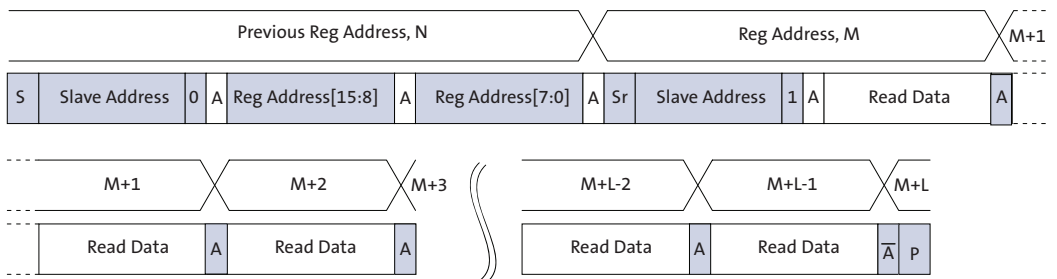 Previous Reg Address, N Reg Address, M M+1
S Slave Address 0 A Reg Address[15:8] A Reg Address[7:0] A Sr Slave Address 1 A Read Data A
M+1 M+2 M+3 M+L-2 M+L-1 M+L
Read Data A Read Data A Read Data A Read Data A̅ P